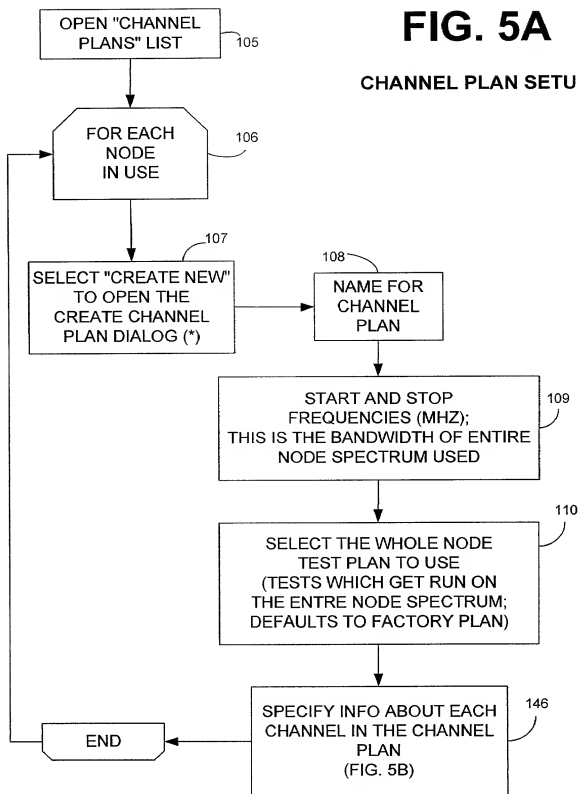 FIG. 5A
CHANNEL PLAN SETU
OPEN "CHANNEL
PLANS" LIST
105
FOR EACH
NODE
IN USE
106
107
SELECT "CREATE NEW"
TO OPEN THE
CREATE CHANNEL
PLAN DIALOG (*)
108
NAME FOR
CHANNEL
PLAN
START AND STOP
FREQUENCIES (MHZ);
THIS IS THE BANDWIDTH OF ENTIRE
NODE SPECTRUM USED
109
SELECT THE WHOLE NODE
TEST PLAN TO USE
(TESTS WHICH GET RUN ON
THE ENTRE NODE SPECTRUM;
DEFAULTS TO FACTORY PLAN)
110
SPECIFY INFO ABOUT EACH
CHANNEL IN THE CHANNEL
PLAN
(FIG. 5B)
146
END